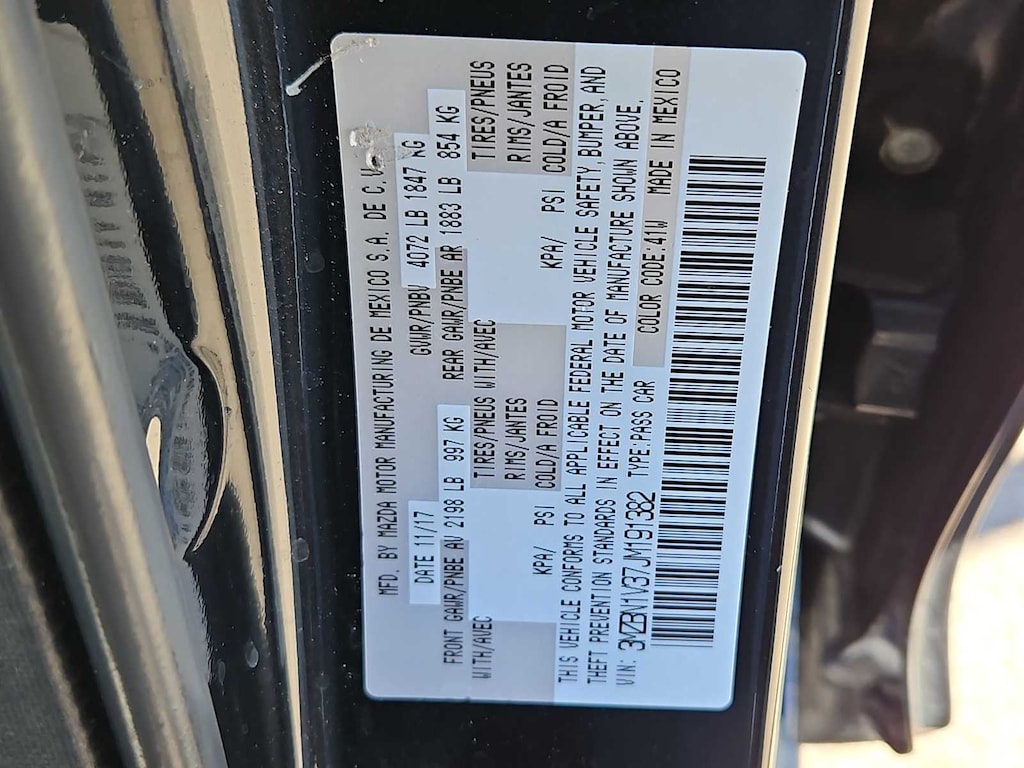 MFD. BY MAZDA MOTOR MANUFACTURING DE MEXICO S.A. DE C.V.
DATE 11/17 GVWR/PNBV 4072 LB 1847 KG
FRONT GAWR/PNBE AV 2198 LB 997 KG REAR GAWR/PNBE AR 1883 LB 854 KG
WITH/AVEC TIRES/PNEUS WITH/AVEC TIRES/PNEUS
RIMS/JANTES RIMS/JANTES
KPA/ PSI COLD/A FROID KPA/ PSI COLD/A FROID
THIS VEHICLE CONFORMS TO ALL APPLICABLE FEDERAL MOTOR VEHICLE SAFETY, BUMPER, AND
THEFT PREVENTION STANDARDS IN EFFECT ON THE DATE OF MANUFACTURE SHOWN ABOVE.
VIN: 3MZBN1V37JM191382 TYPE:PASS CAR COLOR CODE.41W MADE IN MEXICO